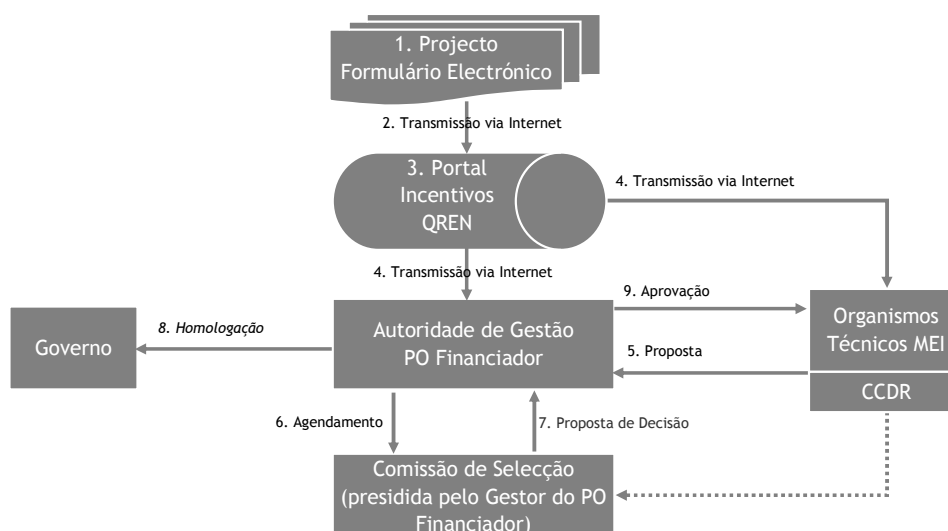 1. Projecto
Formulário Electrónico
2. Transmissão via Internet
3. Portal
Incentivos
QREN
4. Transmissão via Internet
4. Transmissão via Internet
9. Aprovação
8. Homologação
Governo
Autoridade de Gestão
PO Financiador
Organismos
Técnicos MEI
5. Proposta
CCDR
6. Agendamento
7. Proposta de Decisão
Comissão de Selecção
(presidida pelo Gestor do PO
Financiador)